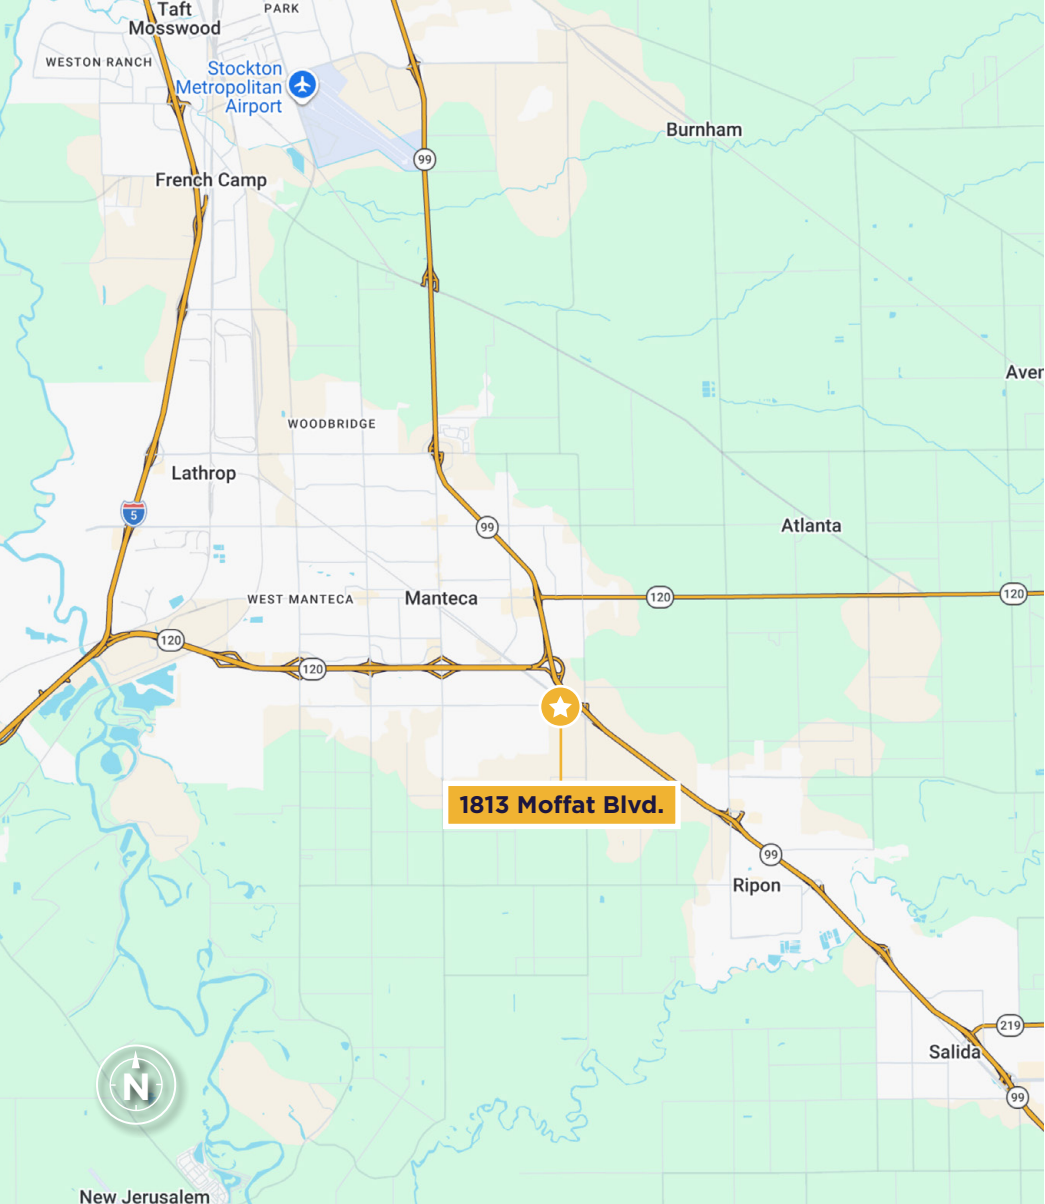 Taft
Mosswood
PARK
WESTON RANCH
Stockton
Metropolitan
Airport
Burnham
99
French Camp
Aven
WOODBRIDGE
Lathrop
5
99
Atlanta
WEST MANTECA
Manteca
120
120
120
120
1813 Moffat Blvd.
99
Ripon
219
Salida
99
N
New Jerusalem